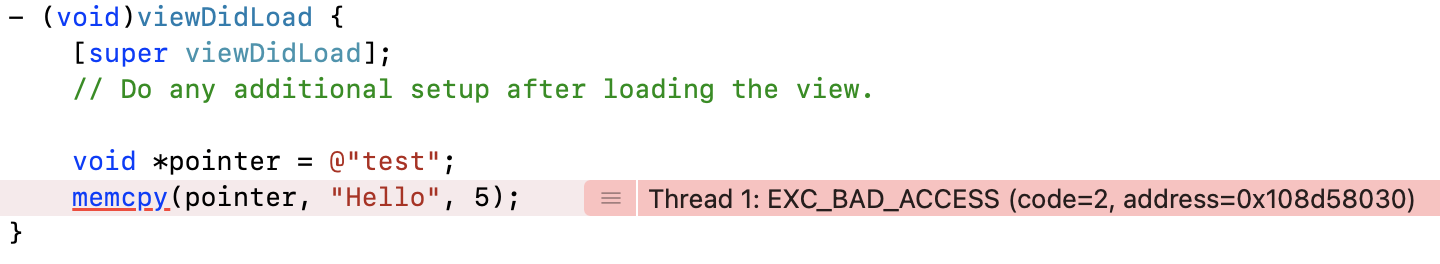 - (void)viewDidLoad {
[super viewDidLoad];
// Do any additional setup after loading the view.
void *pointer = @"test";
memcpy(pointer, "Hello", 5); Thread 1: EXC_BAD_ACCESS (code=2, address=0x108d58030)
}